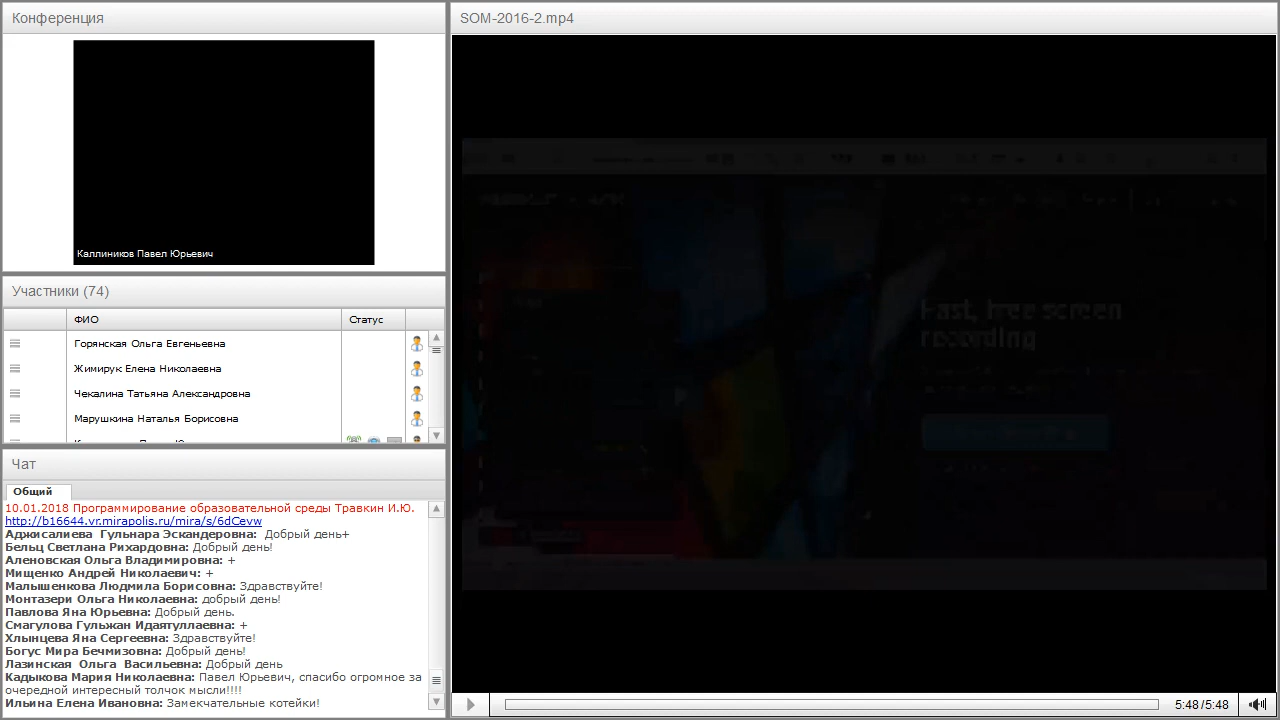 Конференция
Каллиников Павел Юрьевич
Участники (74)
ФИО Статус
Горянская Ольга Евгеньевна
Жимирук Елена Николаевна
Чекалина Татьяна Александровна
Марушкина Наталья Борисовна
Чат
Общий
10.01.2018 Программирование образовательной среды Травкин И.Ю.
http://b16644.vr.mirapolis.ru/mira/s/6dCevw
Аджисалиева Гульнара Эскандеровна: Добрый день+
Бельц Светлана Рихардовна: Добрый день!
Аленовская Ольга Владимировна: +
Мищенко Андрей Николаевич: +
Малышенкова Людмила Борисовна: Здравствуйте!
Монтазери Ольга Николаевна: добрый день!
Павлова Яна Юрьевна: Добрый день.
Смагулова Гульжан Идаятуллаевна: +
Хлынцева Яна Сергеевна: Здравствуйте!
Богус Мира Бечмизовна: Добрый день!
Лазинская Ольга Васильевна: Добрый день
Кадыкова Мария Николаевна: Павел Юрьевич, спасибо огромное за
очередной интересный толчок мысли!!!!
Ильина Елена Ивановна: Замекчательные котейки!
SOM-2016-2.mp4
Fast, free screen
recording
5:48/5:48